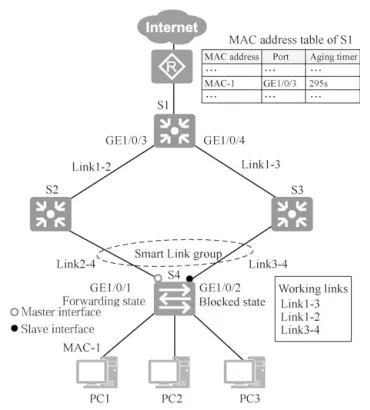 Internet
MAC address table of S1
MAC address Port Aging timer
... ... ...
MAC-1 GE1/0/3 295s
... ... ...
R
S1
GE1/0/3 GE1/0/4
Link1-2 Link1-3
S2 S3
Smart Link group
Link2-4 S4 Link3-4
GE1/0/1 GE1/0/2
Forwarding state Blocked state
Master interface
Slave interface
Working links
Link1-3
Link1-2
Link3-4
MAC-1
PC1 PC2 PC3